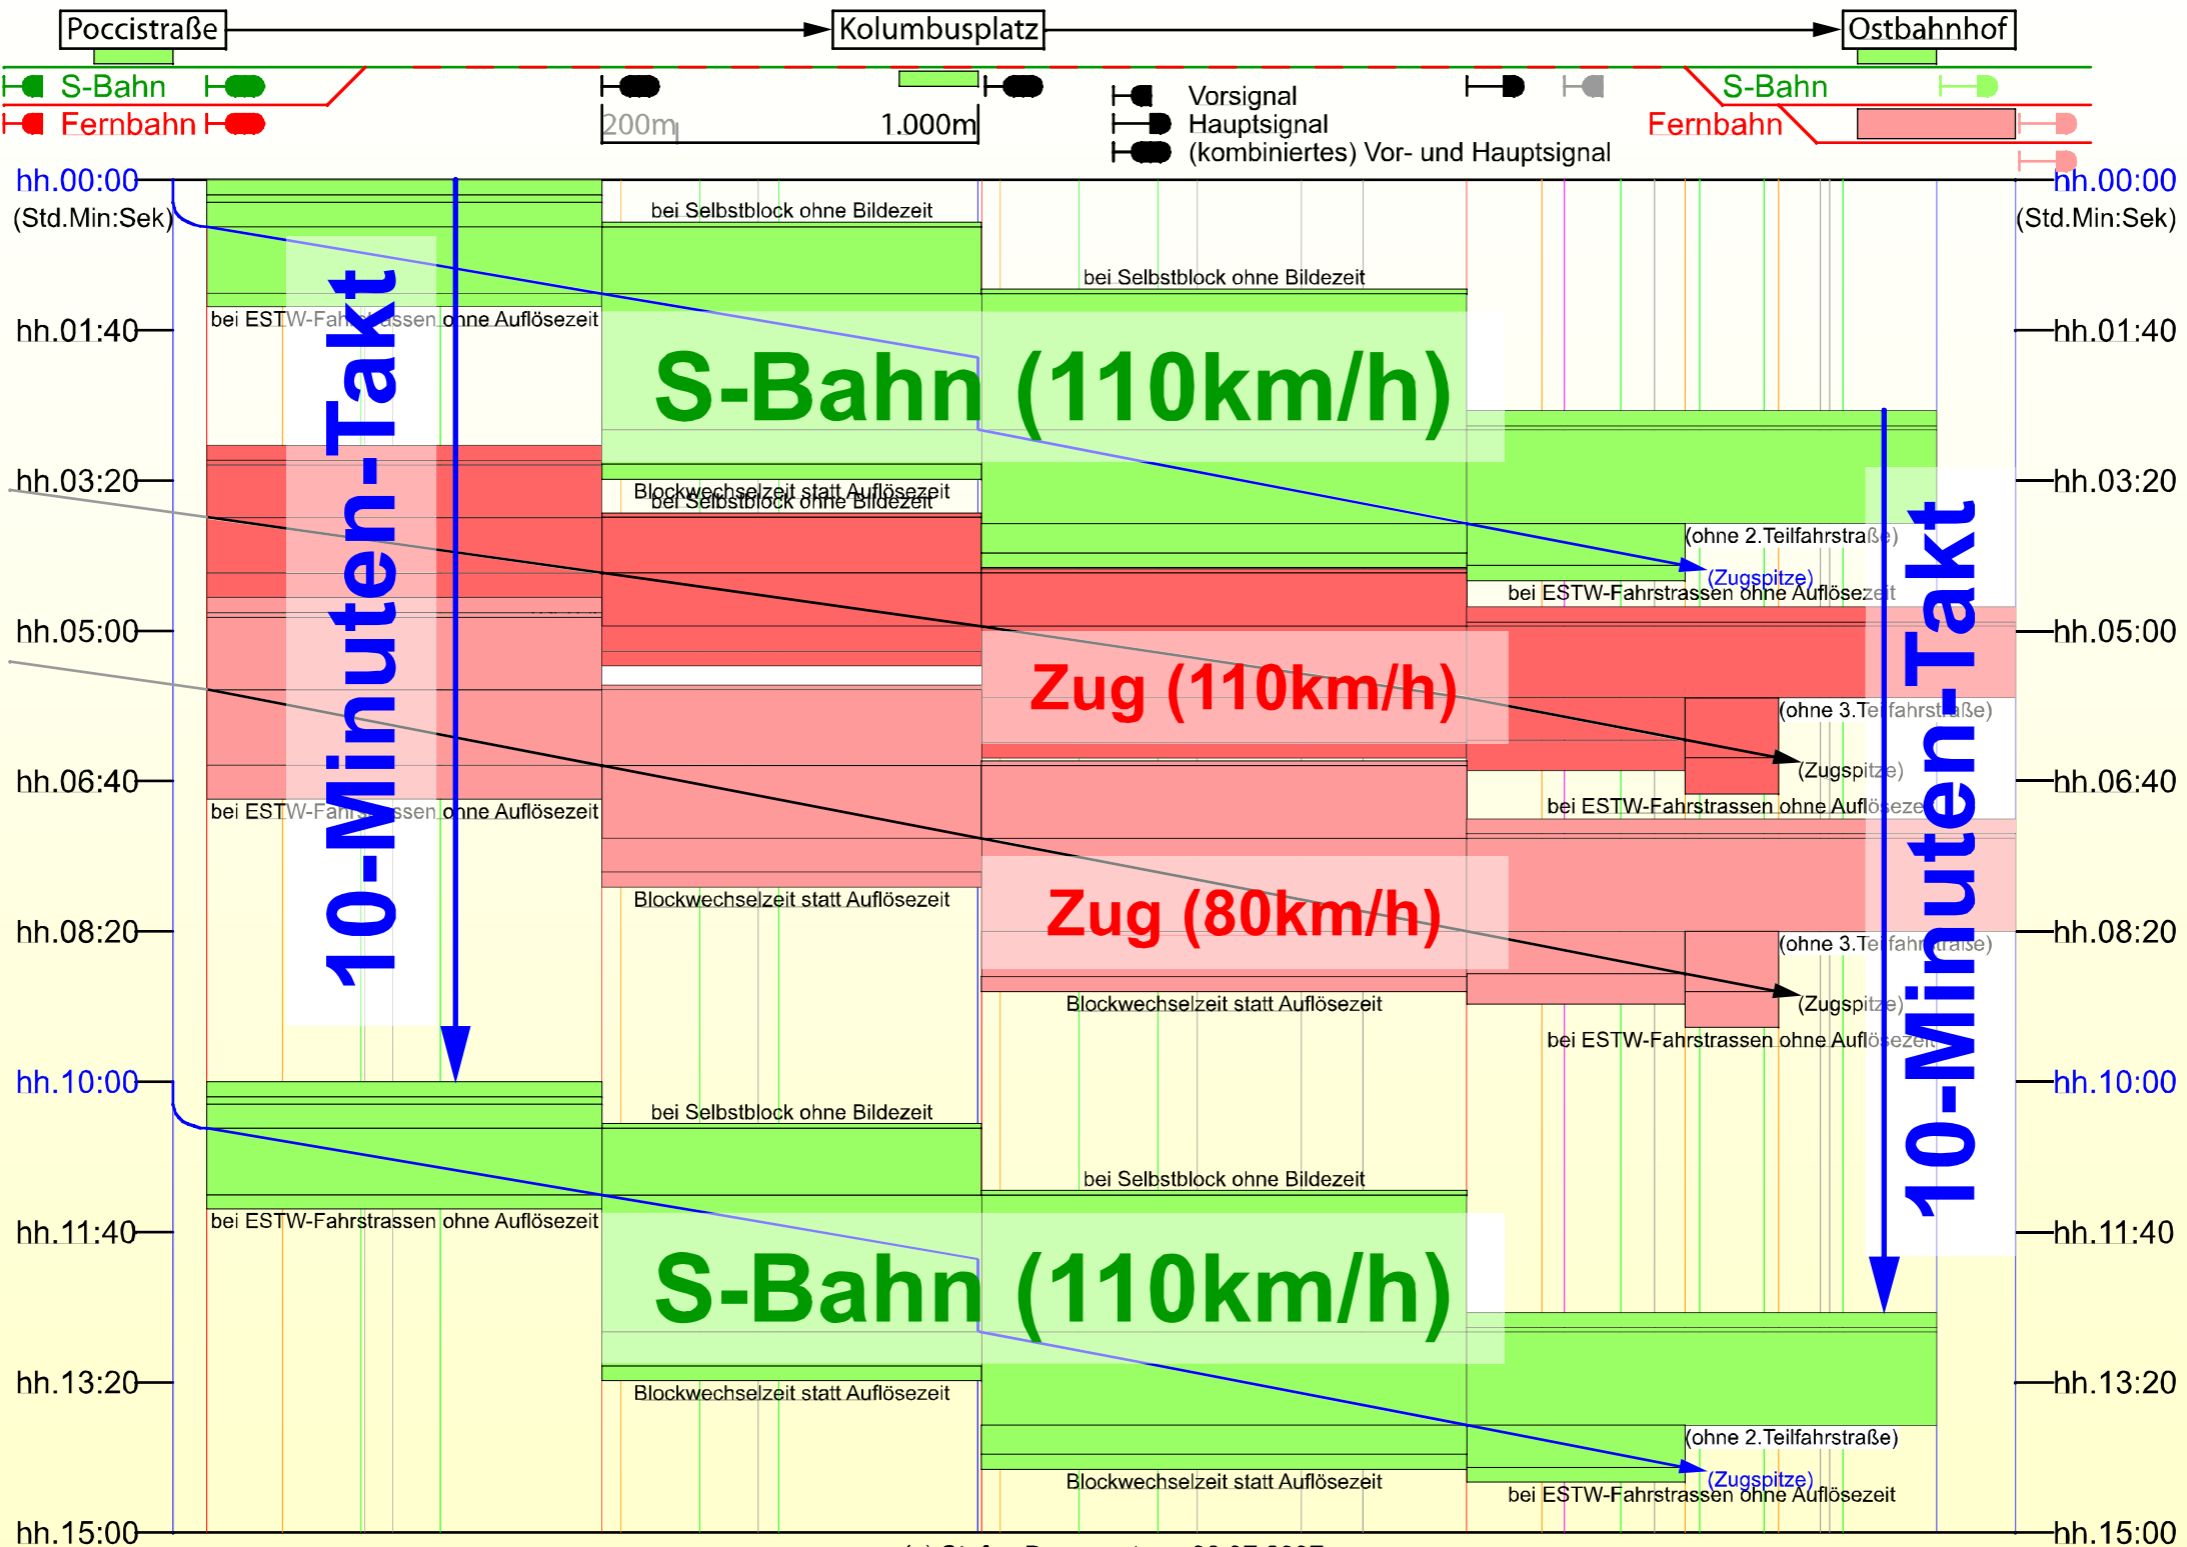 Poccistraße
Kolumbusplatz
Ostbahnhof
S-Bahn
Fernbahn
200m
1.000m
Vorsignal
Hauptsignal
(kombiniertes) Vor- und Hauptsignal
S-Bahn
Fernbahn
hh.00:00
(Std.Min:Sek)
hh.00:00
(Std.Min:Sek)
bei Selbstblock ohne Bildezeit
bei Selbstblock ohne Bildezeit
bei ESTW-Fahrstrassen ohne Auflösezeit
hh.01:40
hh.01:40
10-Minuten-Takt
S-Bahn (110km/h)
hh.03:20
hh.03:20
Blockwechselzeit statt Auflösezeit
bei Selbstblock ohne Bildezeit
(ohne 2.Teilfahrstraße)
(Zugspitze)
bei ESTW-Fahrstrassen ohne Auflösezeit
10-Minuten-Takt
hh.05:00
hh.05:00
Zug (110km/h)
(ohne 3.Teilfahrstraße)
(Zugspitze)
hh.06:40
hh.06:40
bei ESTW-Fahrstrassen ohne Auflösezeit
bei ESTW-Fahrstrassen ohne Auflösezeit
Blockwechselzeit statt Auflösezeit
Zug (80km/h)
hh.08:20
hh.08:20
(ohne 3.Teilfahrstraße)
(Zugspitze)
Blockwechselzeit statt Auflösezeit
bei ESTW-Fahrstrassen ohne Auflösezeit
hh.10:00
hh.10:00
bei Selbstblock ohne Bildezeit
bei Selbstblock ohne Bildezeit
bei ESTW-Fahrstrassen ohne Auflösezeit
hh.11:40
hh.11:40
S-Bahn (110km/h)
hh.13:20
hh.13:20
Blockwechselzeit statt Auflösezeit
(ohne 2.Teilfahrstraße)
(Zugspitze)
Blockwechselzeit statt Auflösezeit
bei ESTW-Fahrstrassen ohne Auflösezeit
hh.15:00
hh.15:00